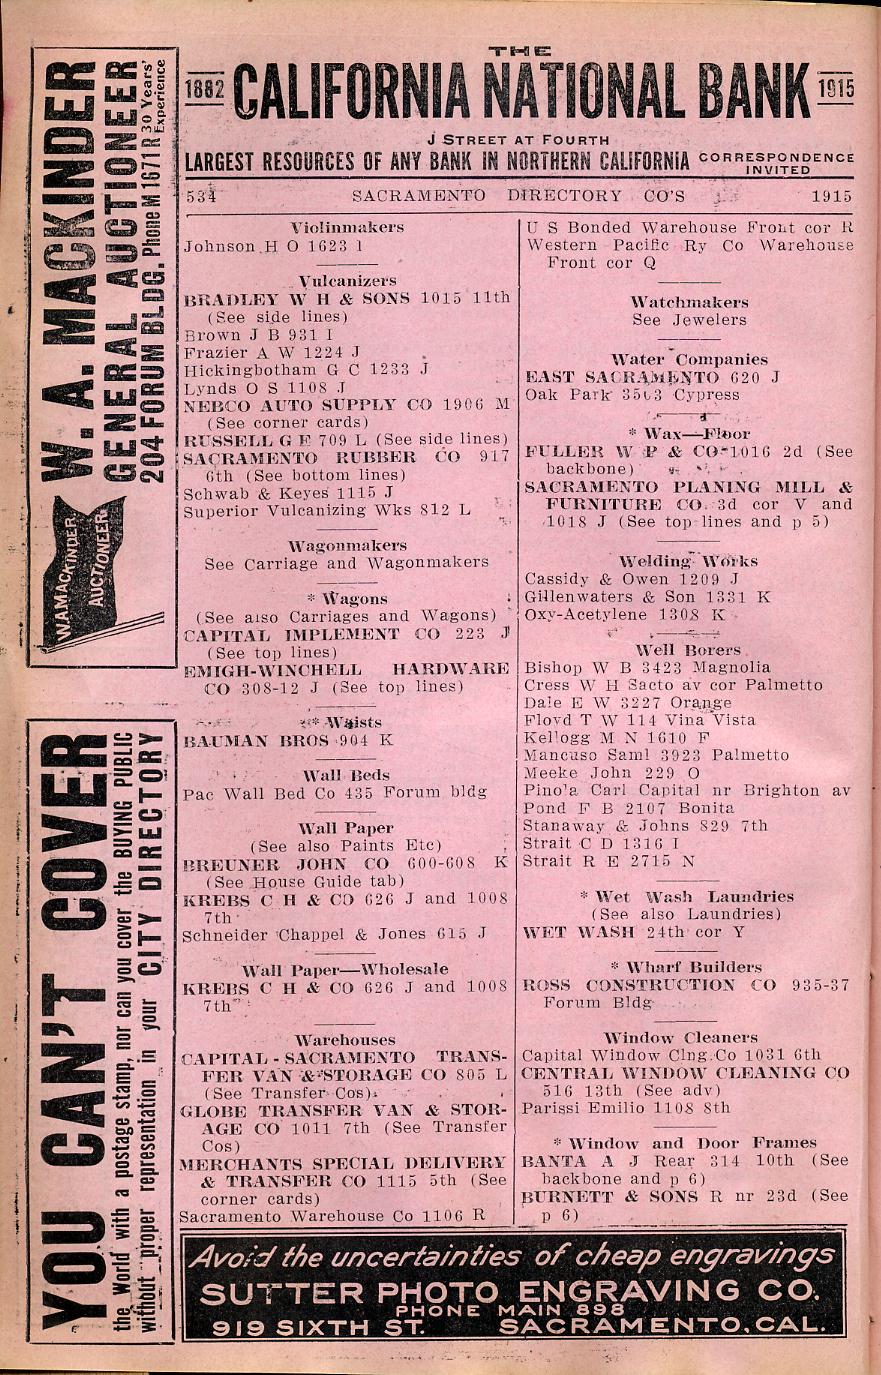 THE
1882 CALIFORNIA NATIONAL BANK 1915
J STREET AT FOURTH
LARGEST RESOURCES OF ANY BANK IN NORTHERN CALIFORNIA CORRESPONDENCE INVITED
534 SACRAMENTO DIRECTORY CO'S 1915
W. A. MACKINDER
GENERAL AUCTIONEER
204 FORUM BLDG. Phone M 1671 R 30 Years' Experience
W.A.MACKINDER
AUCTIONEER
YOU CAN'T COVER
the World with a postage stamp, nor can you cover the BUYING PUBLIC
without proper representation in your CITY DIRECTORY
Violinmakers
Johnson H O 1623 l
Vulcanizers
BRADLEY W H & SONS 1015 11th
(See side lines)
Brown J B 931 I
Frazier A W 1224 J
Hickingbotham G C 1233 J
Lynds O S 1108 J
NEBCO AUTO SUPPLY CO 1906 M
(See corner cards)
RUSSELL G E 709 L (See side lines)
SACRAMENTO RUBBER CO 917
6th (See bottom lines)
Schwab & Keyes 1115 J
Superior Vulcanizing Wks 812 L
Wagonmakers
See Carriage and Wagonmakers
* Wagons
(See also Carriages and Wagons)
CAPITAL IMPLEMENT CO 223 J
(See top lines)
EMIGH-WINCHELL HARDWARE
CO 308-12 J (See top lines)
* Waists
BAUMAN BROS 904 K
Wall Beds
Pac Wall Bed Co 435 Forum bldg
Wall Paper
(See also Paints Etc)
BREUNER JOHN CO 600-608 K
(See House Guide tab)
KREBS C H & CO 626 J and 1008
7th
Schneider Chappel & Jones 615 J
Wall Paper—Wholesale
KREBS C H & CO 626 J and 1008
7th
Warehouses
CAPITAL - SACRAMENTO TRANS-
FER VAN & STORAGE CO 805 L
(See Transfer Cos)
GLOBE TRANSFER VAN & STOR-
AGE CO 1011 7th (See Transfer
Cos)
MERCHANTS SPECIAL DELIVERY
& TRANSFER CO 1115 5th (See
corner cards)
Sacramento Warehouse Co 1106 R
U S Bonded Warehouse Front cor R
Western Pacific Ry Co Warehouse
Front cor Q
Watchmakers
See Jewelers
Water Companies
EAST SACRAMENTO 620 J
Oak Park 3503 Cypress
* Wax—Floor
FULLER W P & CO 1016 2d (See
backbone)
SACRAMENTO PLANING MILL &
FURNITURE CO 3d cor V and
1018 J (See top lines and p 5)
Welding Works
Cassidy & Owen 1209 J
Gillenwaters & Son 1331 K
Oxy-Acetylene 1308 K
Well Borers
Bishop W B 3423 Magnolia
Cress W H Sacto av cor Palmetto
Dale E W 3227 Orange
Floyd T W 114 Vina Vista
Kellogg M N 1610 F
Mancuso Saml 3923 Palmetto
Meeke John 229 O
Pino'a Carl Capital nr Brighton av
Pond F B 2107 Bonita
Stanaway & Johns 829 7th
Strait C D 1316 I
Strait R E 2715 N
* Wet Wash Laundries
(See also Laundries)
WET WASH 24th cor Y
* Wharf Builders
ROSS CONSTRUCTION CO 935-37
Forum Bldg
Window Cleaners
Capital Window Clng Co 1031 6th
CENTRAL WINDOW CLEANING CO
516 13th (See adv)
Parissi Emilio 1108 8th
* Window and Door Frames
BANTA A J Rear 314 10th (See
backbone and p 6)
BURNETT & SONS R nr 23d (See
p 6)
Avoid the uncertainties of cheap engravings
SUTTER PHOTO ENGRAVING CO.
PHONE MAIN 898
919 SIXTH ST. SACRAMENTO, CAL.